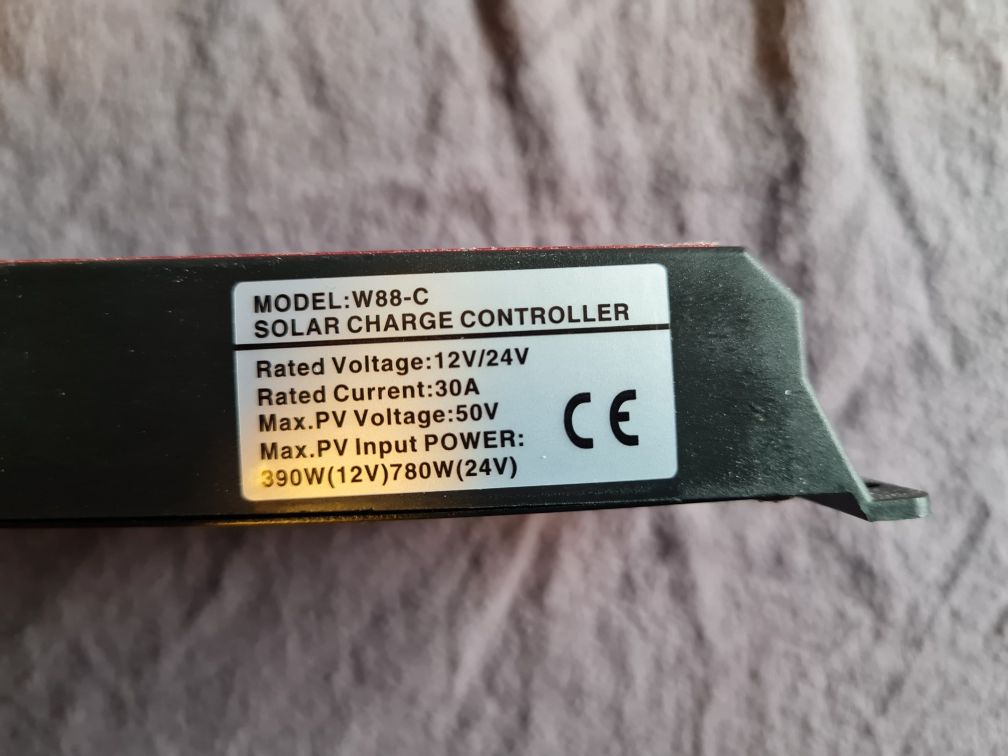 MODEL:W88-C
SOLAR CHARGE CONTROLLER
Rated Voltage:12V/24V
Rated Current:30A
Max.PV Voltage:50V
Max.PV Input POWER:
390W(12V)780W(24V)
CE